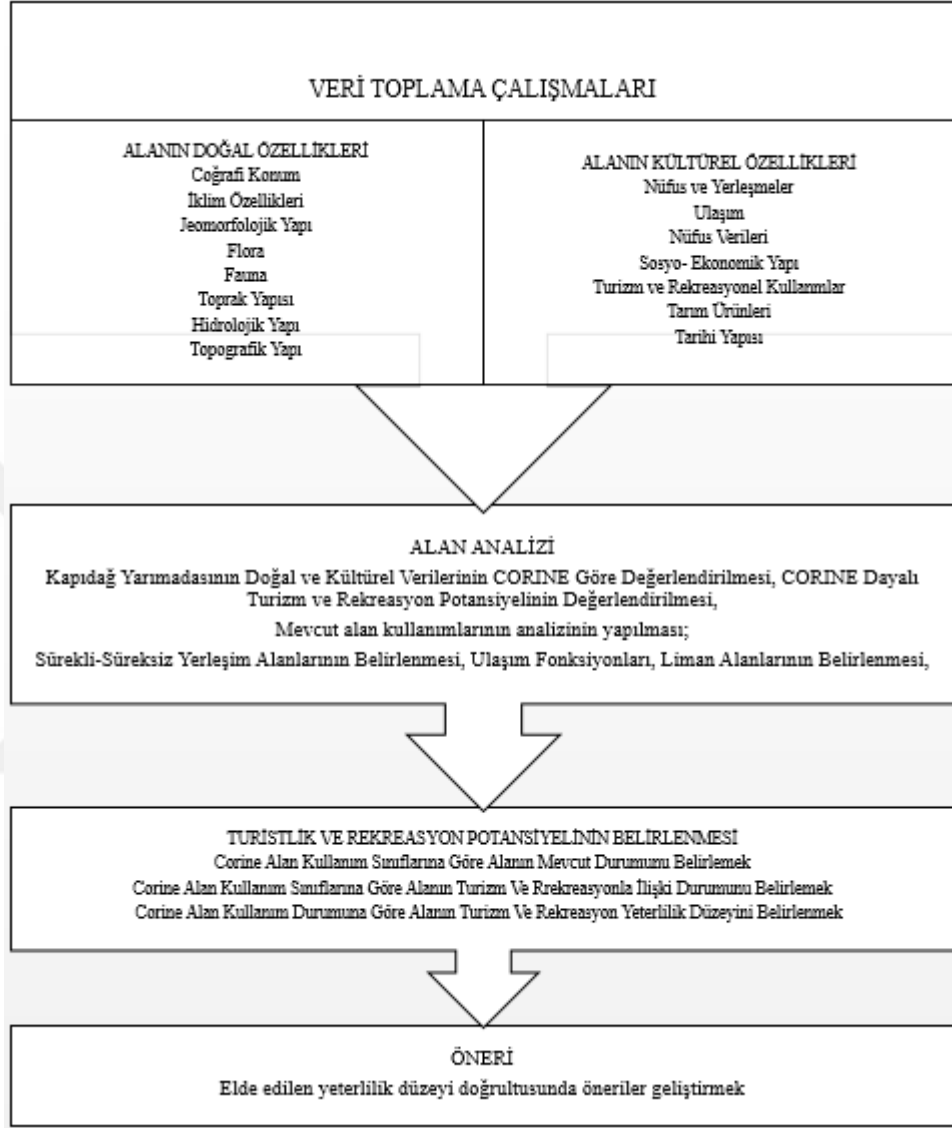 VERİ TOPLAMA ÇALIŞMALARI
ALANIN DOĞAL ÖZELLİKLERİ
Coğrafi Konum
İklim Özellikleri
Jeomorfolojik Yapı
Flora
Fauna
Toprak Yapısı
Hidrolojik Yapı
Topografik Yapı
ALANIN KÜLTÜREL ÖZELLİKLERİ
Nüfus ve Yerleşmeler
Ulaşım
Nüfus Verileri
Sosyo- Ekonomik Yapı
Turizm ve Rekreasyonel Kullanımlar
Tarım Ürünleri
Tarihi Yapısı
ALAN ANALİZİ
Kapıdağ Yarımadasının Doğal ve Kültürel Verilerinin CORINE Göre Değerlendirilmesi, CORINE Dayalı
Turizm ve Rekreasyon Potansiyelinin Değerlendirilmesi,
Mevcut alan kullanımlarının analizinin yapılması;
Sürekli-Süreksiz Yerleşim Alanlarının Belirlenmesi, Ulaşım Fonksiyonları, Liman Alanlarının Belirlenmesi,
TURİSTLİK VE REKREASYON POTANSİYELİNİN BELİRLENMESİ
Corine Alan Kullanım Sınıflarına Göre Alanın Mevcut Durumunu Belirlemek
Corine Alan Kullanım Sınıflarına Göre Alanın Turizm Ve Rrekreasyonla İlişki Durumunu Belirlemek
Corine Alan Kullanım Durumuna Göre Alanın Turizm Ve Rekreasyon Yeterlilik Düzeyini Belirlenmek
ÖNERİ
Elde edilen yeterlilik düzeyi doğrultusunda öneriler geliştirmek